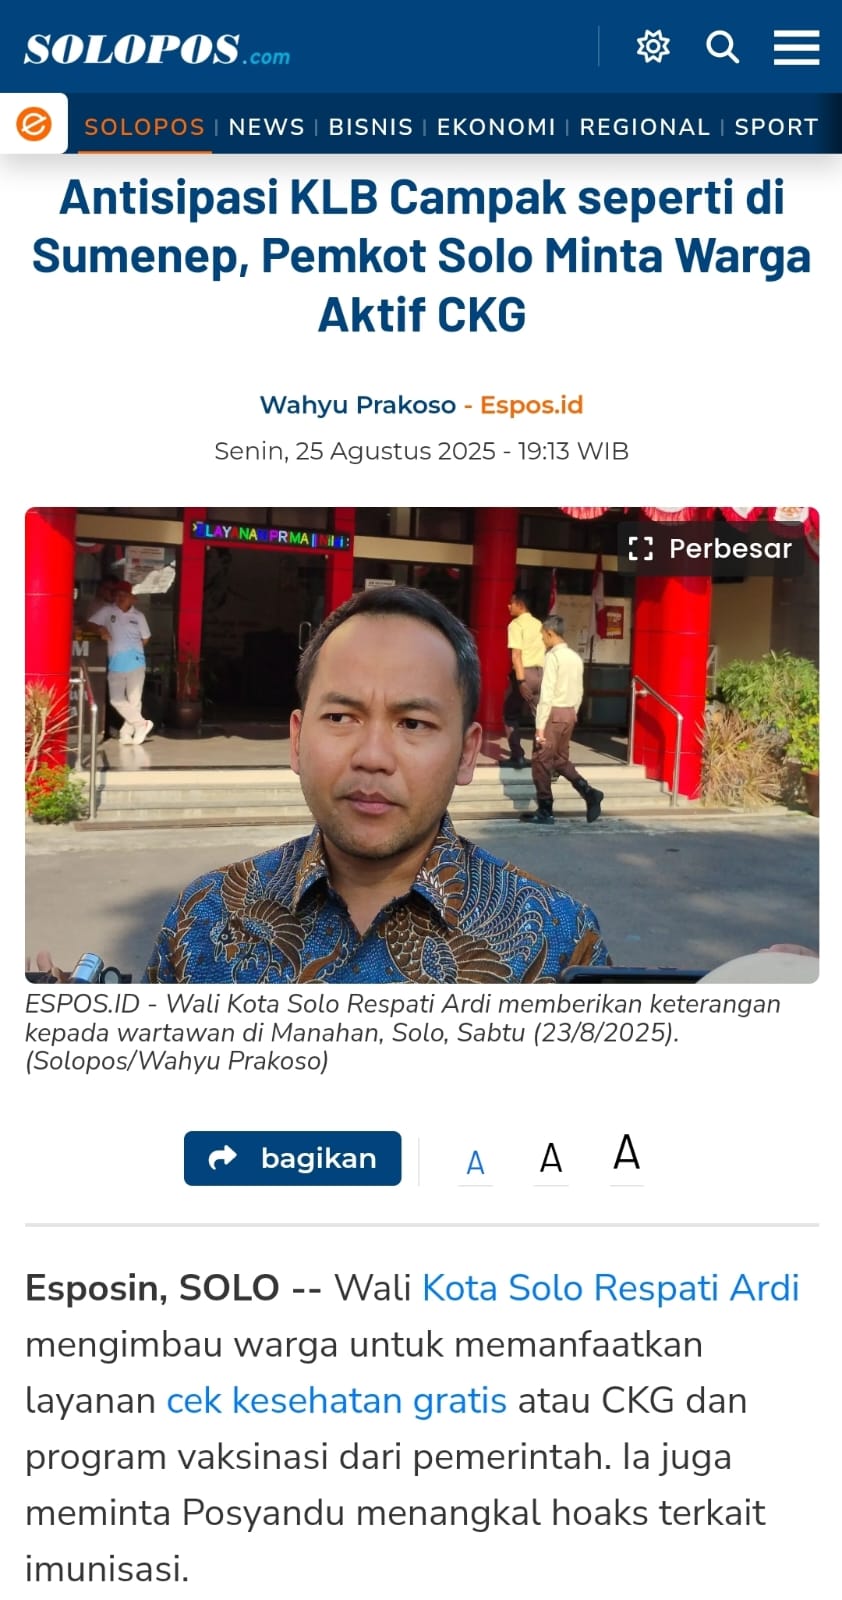 SOLOPOS.com
SOLOPOS | NEWS | BISNIS | EKONOMI | REGIONAL | SPORT
Antisipasi KLB Campak seperti di
Sumenep, Pemkot Solo Minta Warga
Aktif CKG
Wahyu Prakoso - Espos.id
Senin, 25 Agustus 2025 - 19:13 WIB
Perbesar
ESPOS.ID - Wali Kota Solo Respati Ardi memberikan keterangan
kepada wartawan di Manahan, Solo, Sabtu (23/8/2025).
(Solopos/Wahyu Prakoso)
bagikan
A A A
Esposin, SOLO -- Wali Kota Solo Respati Ardi
mengimbau warga untuk memanfaatkan
layanan cek kesehatan gratis atau CKG dan
program vaksinasi dari pemerintah. Ia juga
meminta Posyandu menangkal hoaks terkait
imunisasi.